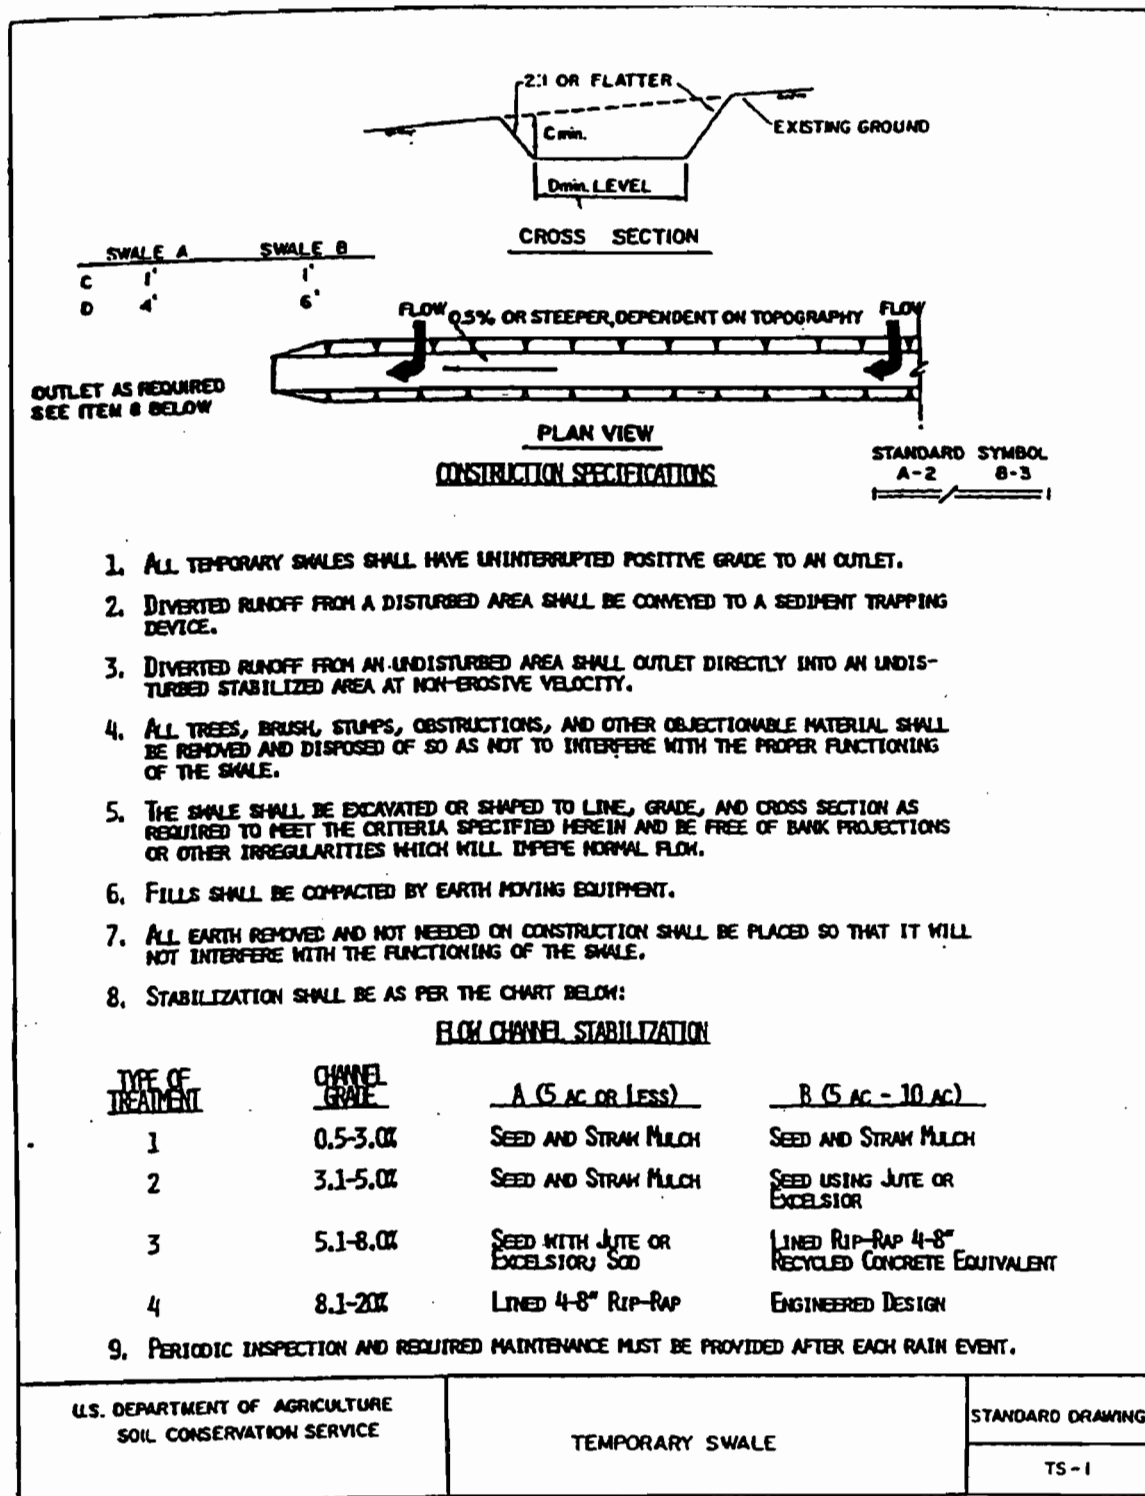 2:1 OR FLATTER
C min.
EXISTING GROUND
Dmin. LEVEL
CROSS SECTION
SWALE A SWALE B
C 1' 1'
D 4' 6'
FLOW 0.5% OR STEEPER, DEPENDENT ON TOPOGRAPHY FLOW
OUTLET AS REQUIRED
SEE ITEM 8 BELOW
PLAN VIEW
STANDARD SYMBOL
A-2 B-3
CONSTRUCTION SPECIFICATIONS
1. ALL TEMPORARY SWALES SHALL HAVE UNINTERRUPTED POSITIVE GRADE TO AN OUTLET.
2. DIVERTED RUNOFF FROM A DISTURBED AREA SHALL BE CONVEYED TO A SEDIMENT TRAPPING
DEVICE.
3. DIVERTED RUNOFF FROM AN UNDISTURBED AREA SHALL OUTLET DIRECTLY INTO AN UNDIS-
TURBED STABILIZED AREA AT NON-EROSIVE VELOCITY.
4. ALL TREES, BRUSH, STUMPS, OBSTRUCTIONS, AND OTHER OBJECTIONABLE MATERIAL SHALL
BE REMOVED AND DISPOSED OF SO AS NOT TO INTERFERE WITH THE PROPER FUNCTIONING
OF THE SWALE.
5. THE SWALE SHALL BE EXCAVATED OR SHAPED TO LINE, GRADE, AND CROSS SECTION AS
REQUIRED TO MEET THE CRITERIA SPECIFIED HEREIN AND BE FREE OF BANK PROJECTIONS
OR OTHER IRREGULARITIES WHICH WILL IMPEDE NORMAL FLOW.
6. FILLS SHALL BE COMPACTED BY EARTH MOVING EQUIPMENT.
7. ALL EARTH REMOVED AND NOT NEEDED ON CONSTRUCTION SHALL BE PLACED SO THAT IT WILL
NOT INTERFERE WITH THE FUNCTIONING OF THE SWALE.
8. STABILIZATION SHALL BE AS PER THE CHART BELOW:
FLOW CHANNEL STABILIZATION
TYPE OF
TREATMENT
CHANNEL
GRADE
A (5 AC OR LESS)
B (5 AC - 10 AC)
1 0.5-3.0% SEED AND STRAW MULCH SEED AND STRAW MULCH
2 3.1-5.0% SEED AND STRAW MULCH SEED USING JUTE OR
EXCELSIOR
3 5.1-8.0% SEED WITH JUTE OR LINED RIP-RAP 4-8"
EXCELSIOR; SOD RECYCLED CONCRETE EQUIVALENT
4 8.1-20% LINED 4-8" RIP-RAP ENGINEERED DESIGN
9. PERIODIC INSPECTION AND REQUIRED MAINTENANCE MUST BE PROVIDED AFTER EACH RAIN EVENT.
U.S. DEPARTMENT OF AGRICULTURE
SOIL CONSERVATION SERVICE
TEMPORARY SWALE
STANDARD DRAWING
TS-1